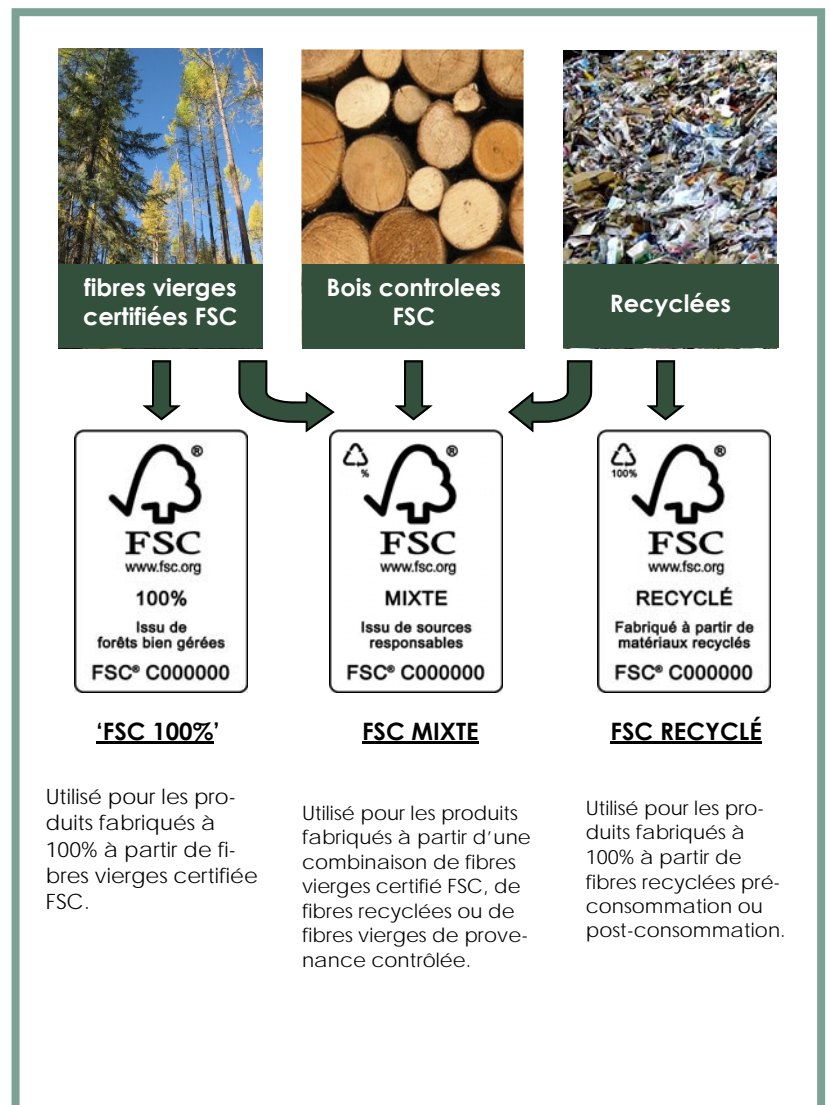 fibres vierges
certifiées FSC
Bois controlees
FSC
Recyclées
®
FSC
www.fsc.org
100%
Issu de
forêts bien gérées
FSC® C000000
%
®
FSC
www.fsc.org
MIXTE
Issu de sources
responsables
FSC® C000000
100%
®
FSC
www.fsc.org
RECYCLÉ
Fabriqué à partir de
matériaux recyclés
FSC® C000000
‘FSC 100%’
FSC MIXTE
FSC RECYCLÉ
Utilisé pour les pro-
duits fabriqués à
100% à partir de fi-
bres vierges certifiée
FSC.
Utilisé pour les produits
fabriqués à partir d’une
combinaison de fibres
vierges certifié FSC, de
fibres recyclées ou de
fibres vierges de prove-
nance contrôlée.
Utilisé pour les pro-
duits fabriqués à
100% à partir de
fibres recyclées pré-
consommation ou
post-consommation.